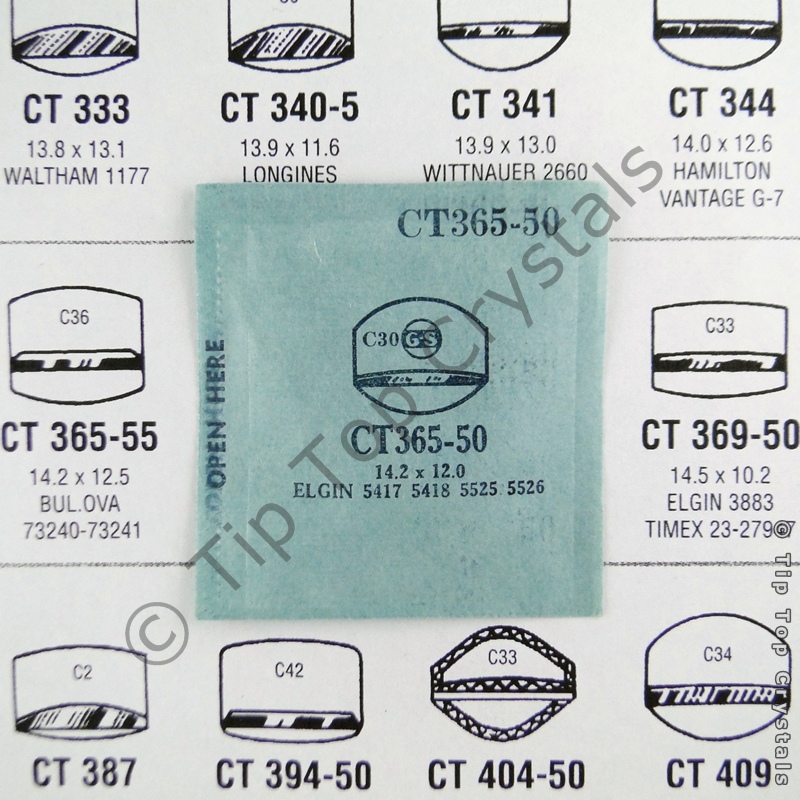 CT 333
13.8 x 13.1
WALTHAM 1177
CT 340-5
13.9 x 11.6
LONGINES
CT 341
13.9 x 13.0
WITTNAUER 2660
CT 344
14.0 x 12.6
HAMILTON
VANTAGE G-7
C36
CT 365-55
14.2 x 12.5
BULOVA
73240-73241
CT365-50
OPEN HERE
C30 GS
CT365-50
14.2 x 12.0
ELGIN 5417 5418 5525 5526
C33
CT 369-50
14.5 x 10.2
ELGIN 3883
TIMEX 23-27907
C2
CT 387
C42
CT 394-50
C33
CT 404-50
C34
CT 409
© Tip Top Crystals
© Tip Top Crystals